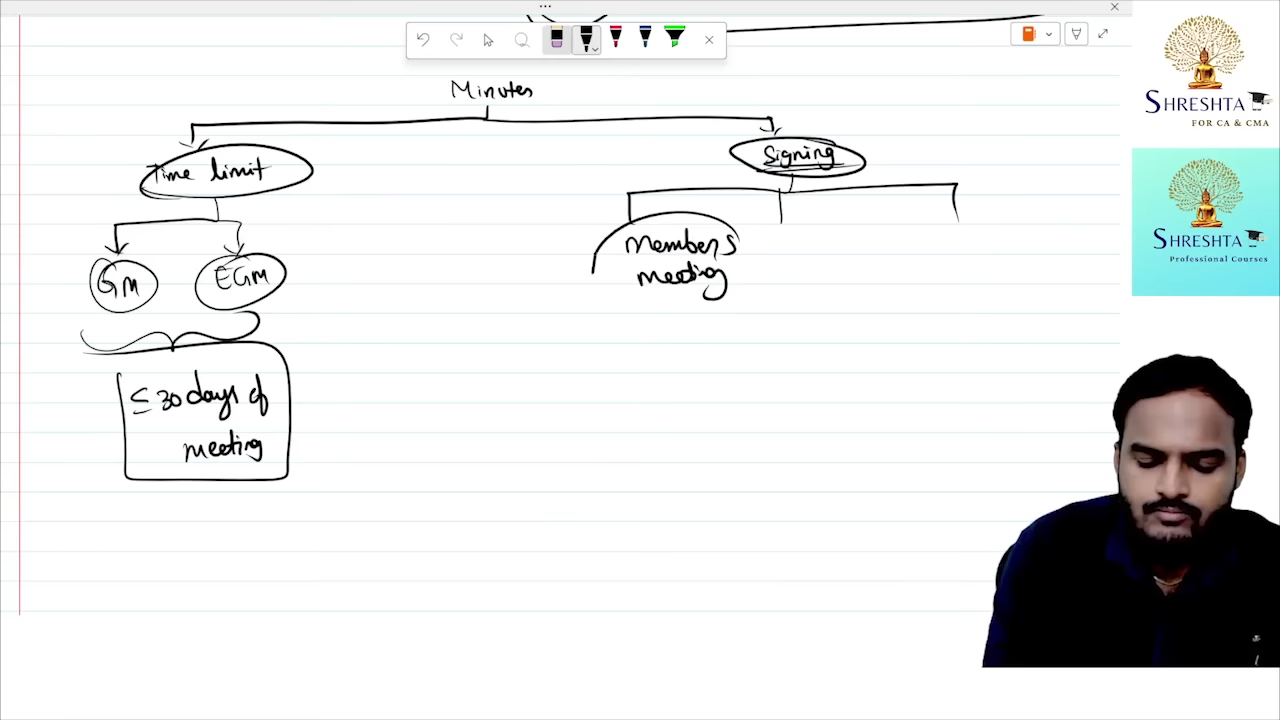 Minutes
Time limit
Signing
GM
EGM
Members
meeting
≤ 30 days of
meeting
SHRESHTA
FOR CA & CMA
SHRESHTA
Professional Courses